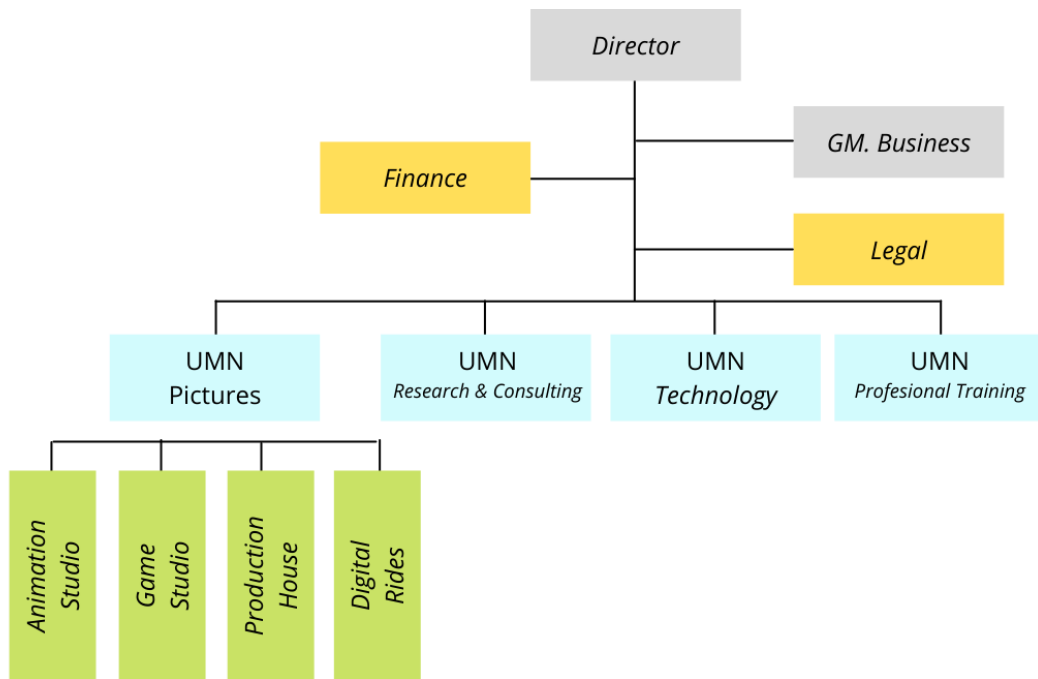 Director
GM. Business
Finance
Legal
UMN
Pictures
UMN
Research & Consulting
UMN
Technology
UMN
Profesional Training
Animation
Studio
Game
Studio
Production
House
Digital
Rides